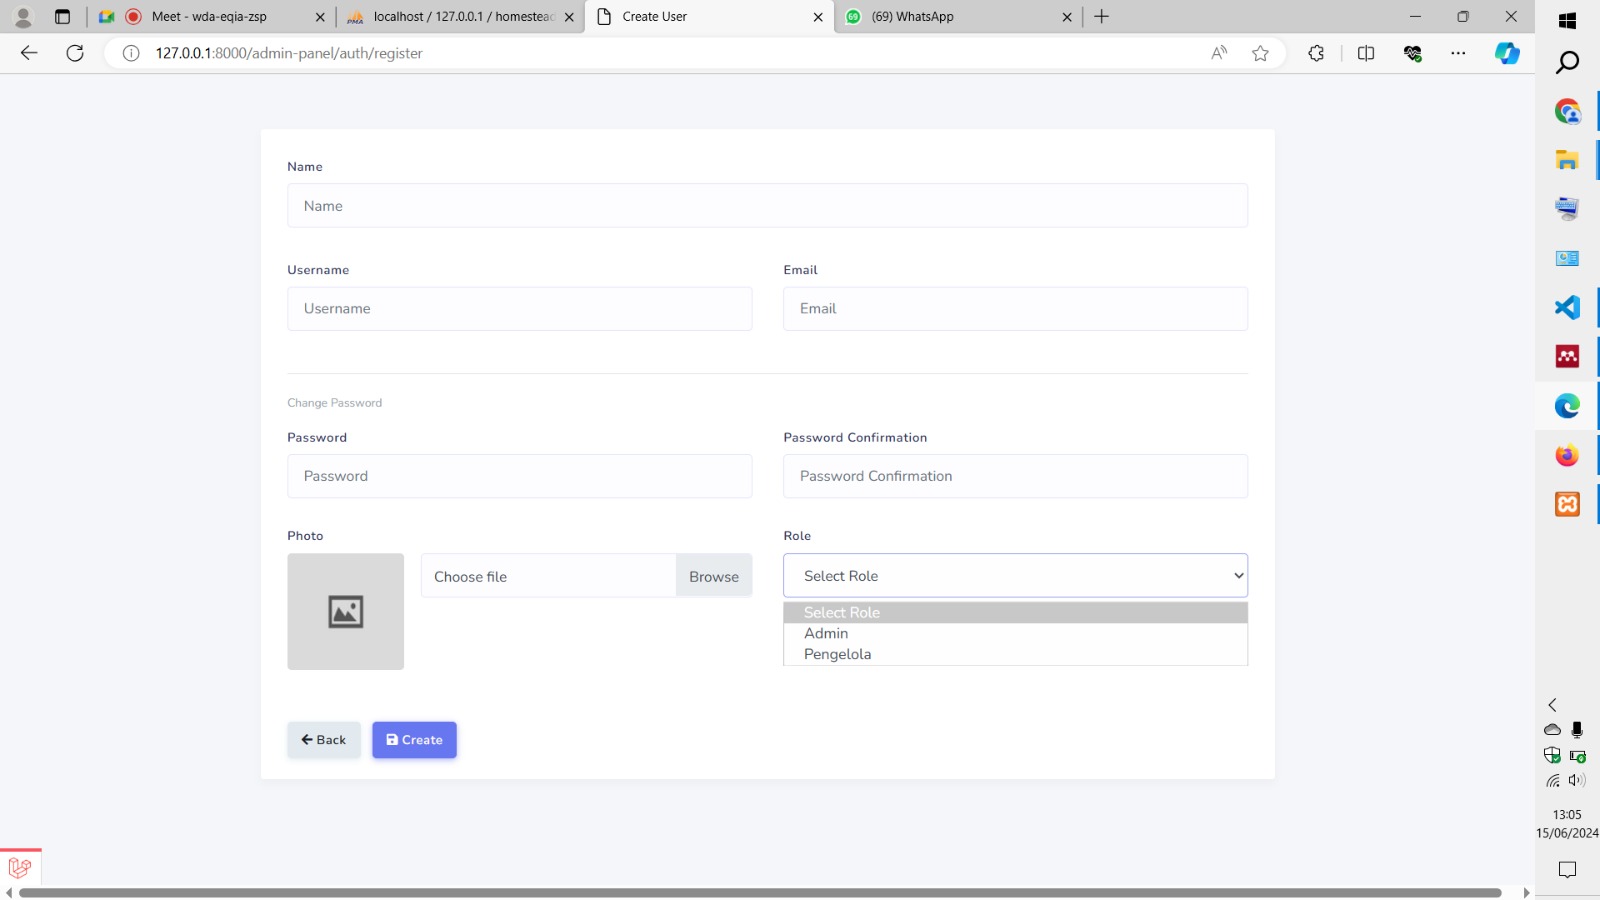 Meet - wda-eqia-zsp
localhost / 127.0.0.1 / homestead
Create User
(69) WhatsApp
127.0.0.1:8000/admin-panel/auth/register
Name
Name
Username
Email
Username
Email
Change Password
Password
Password Confirmation
Password
Password Confirmation
Photo
Role
Choose file
Browse
Select Role
Select Role
Admin
Pengelola
Back
Create
13:05
15/06/2024